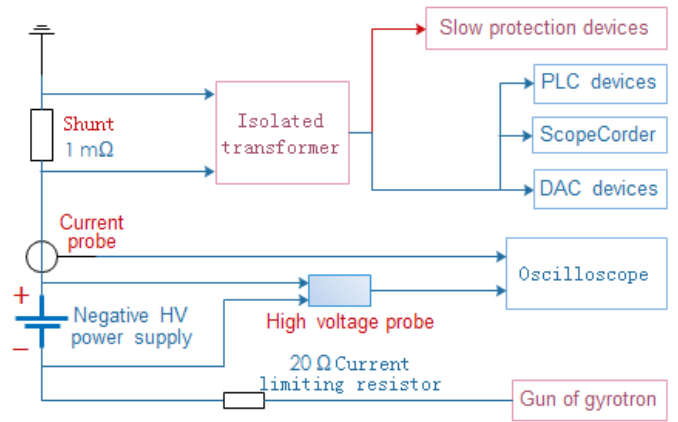 Slow protection devices
PLC devices
Isolated
transformer
Shunt
1 mΩ
ScopeCorder
DAC devices
Current
probe
Oscilloscope
+
Negative HV
power supply
High voltage probe
−
20 Ω Current
limiting resistor
Gun of gyrotron